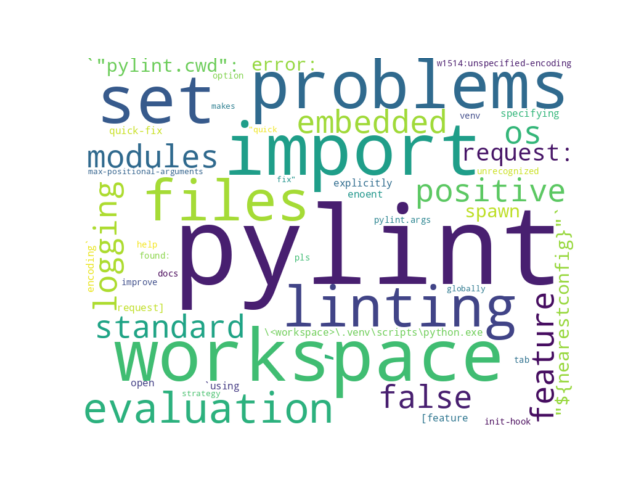 `"pylint.cwd":
error:
w1514:unspecified-encoding
option
problems
set
makes
venv
specifying
quick-fix
`quick
embedded
os
import
modules
request:
max-positional-arguments
unrecognized
fix"
explicitly
enoent
positive
files
logging
spawn
pylint.args
pylint
"${nearestconfig}"`
encoding`
help
found:
docs
pls
improve
globally
linting
feature
request]
standard
\<workspace>\.venv\scripts\python.exe
workspace
`
tab
open
`using
strategy
false
evaluation
[feature
init-hook